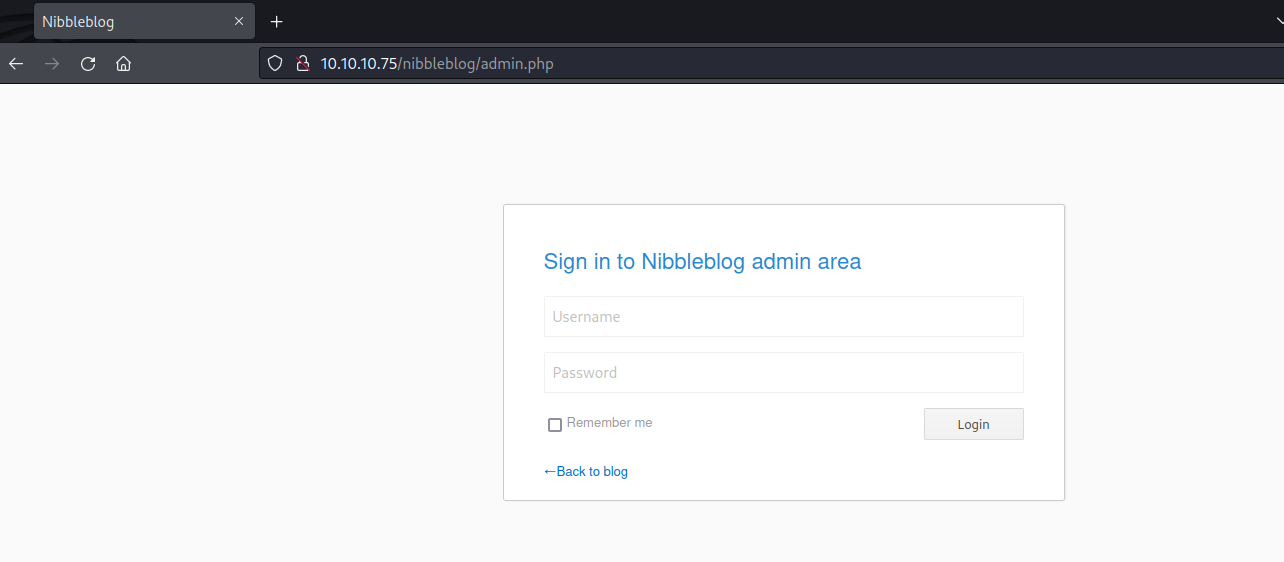 Nibbleblog
10.10.10.75/nibbleblog/admin.php
Sign in to Nibbleblog admin area
Username
Password
Remember me
Login
←Back to blog